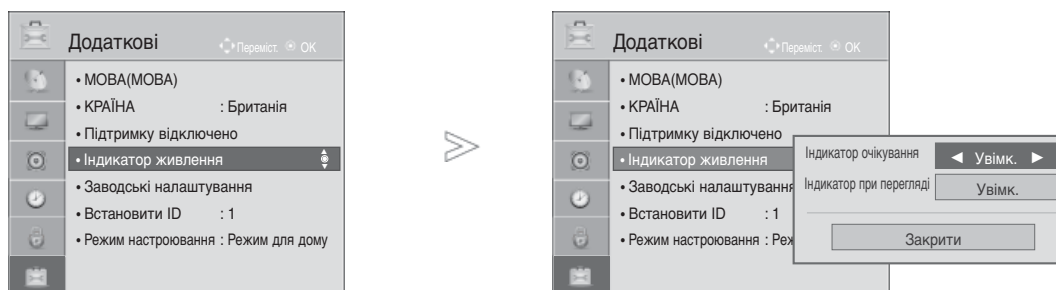 Додаткові
Переміст. OK
• МОВА(МОВА)
• КРАЇНА : Британія
• Підтримку відключено
• Індикатор живлення
• Заводські налаштування
• Встановити ID : 1
• Режим настроювання : Режим для дому
Додаткові
Переміст. OK
• МОВА(МОВА)
• КРАЇНА : Британія
• Підтримку відключено
• Індикатор живлення
• Заводські налаштування
• Встановити ID : 1
• Режим настроювання : Реж
Індикатор очікування ◄ Увімк. ►
Індикатор при перегляді Увімк.
Закрити